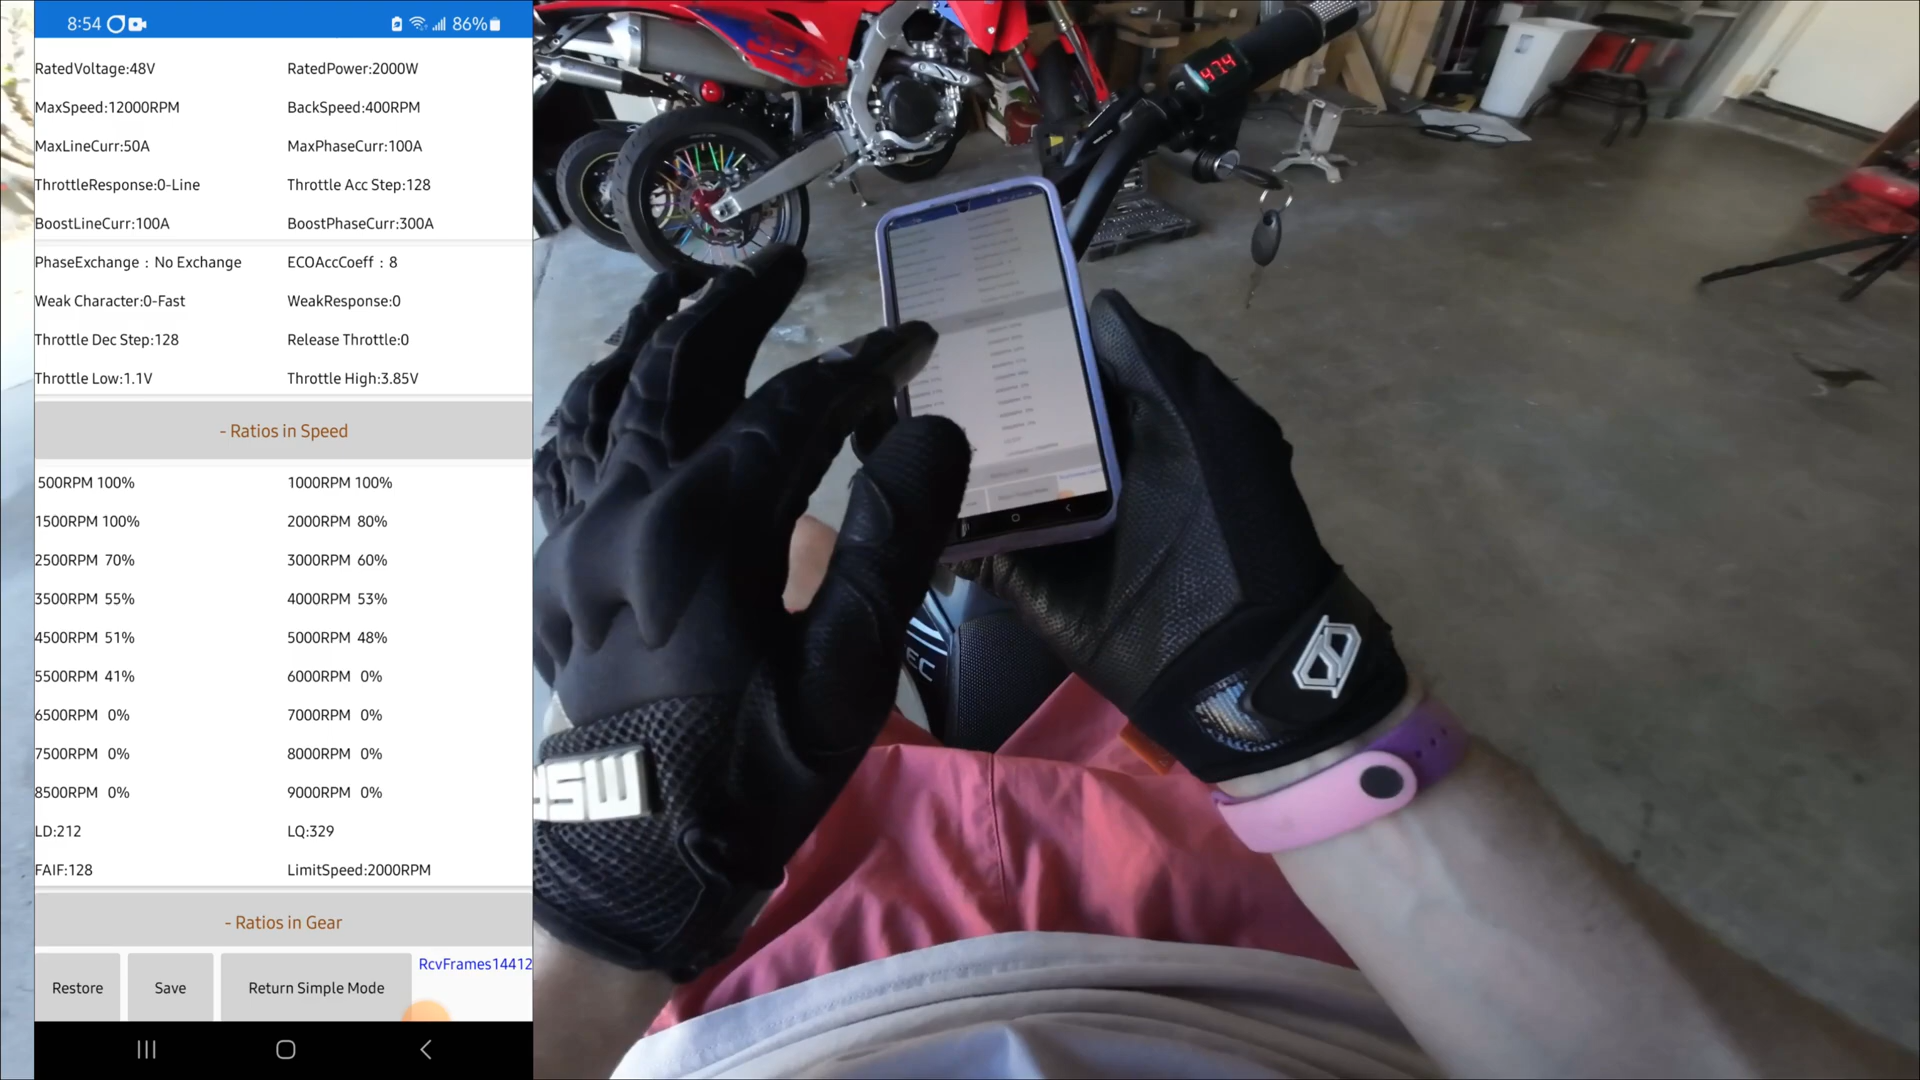 8:54 86%
RatedVoltage:48V RatedPower:2000W
MaxSpeed:12000RPM BackSpeed:400RPM
MaxLineCurr:50A MaxPhaseCurr:100A
ThrottleResponse:0-Line Throttle Acc Step:128
BoostLineCurr:100A BoostPhaseCurr:300A
PhaseExchange : No Exchange ECOAccCoeff : 8
Weak Character:0-Fast WeakResponse:0
Throttle Dec Step:128 Release Throttle:0
Throttle Low:1.1V Throttle High:3.85V
- Ratios in Speed
500RPM 100% 1000RPM 100%
1500RPM 100% 2000RPM 80%
2500RPM 70% 3000RPM 60%
3500RPM 55% 4000RPM 53%
4500RPM 51% 5000RPM 48%
5500RPM 41% 6000RPM 0%
6500RPM 0% 7000RPM 0%
7500RPM 0% 8000RPM 0%
8500RPM 0% 9000RPM 0%
LD:212 LQ:329
FAIF:128 LimitSpeed:2000RPM
- Ratios in Gear
Restore Save Return Simple Mode RcvFrames14412
47.4
EC